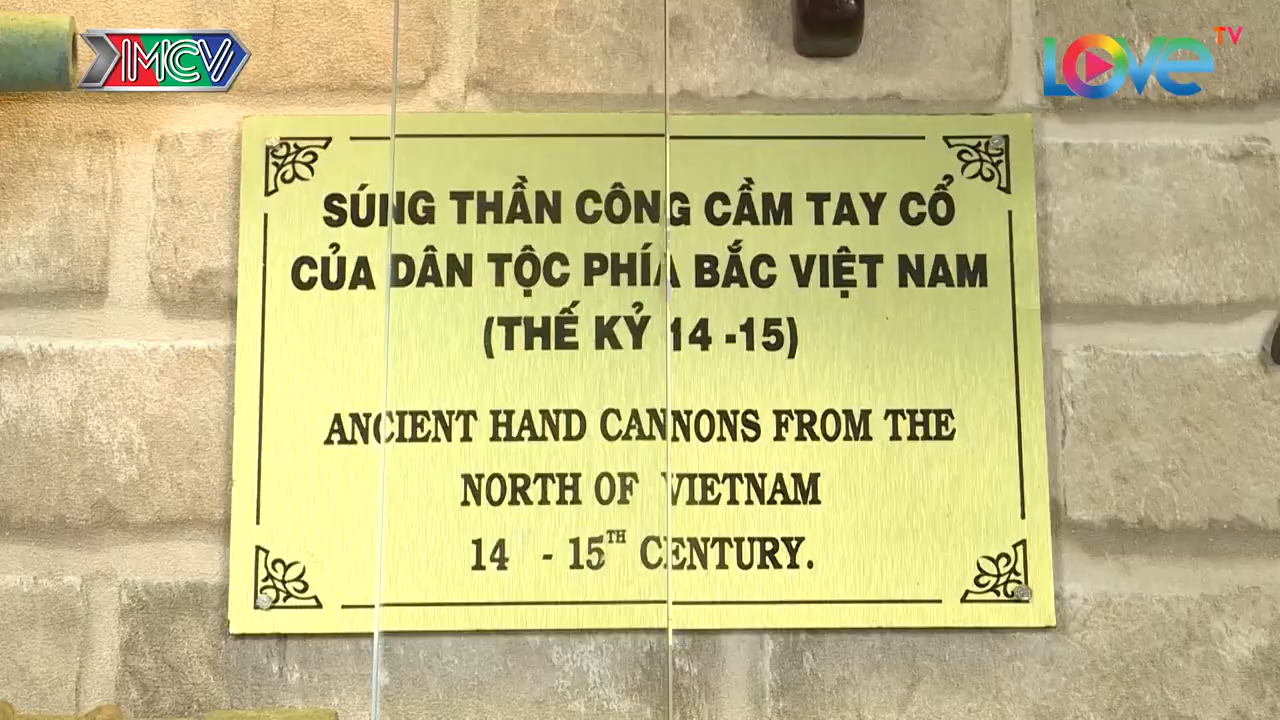 MCV
LOVE TV
SÚNG THẦN CÔNG CẦM TAY CỔ
CỦA DÂN TỘC PHÍA BẮC VIỆT NAM
(THẾ KỶ 14 -15)
ANCIENT HAND CANNONS FROM THE
NORTH OF VIETNAM
14 - 15TH CENTURY.